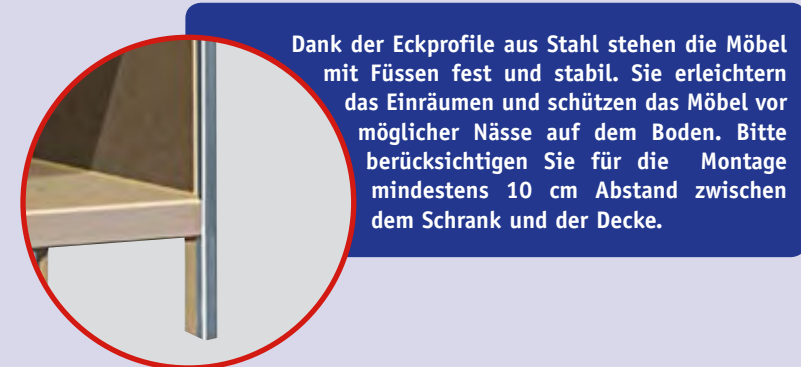 Dank der Eckprofile aus Stahl stehen die Möbel
mit Füssen fest und stabil. Sie erleichtern
das Einräumen und schützen das Möbel vor
möglicher Nässe auf dem Boden. Bitte
berücksichtigen Sie für die Montage
mindestens 10 cm Abstand zwischen
dem Schrank und der Decke.